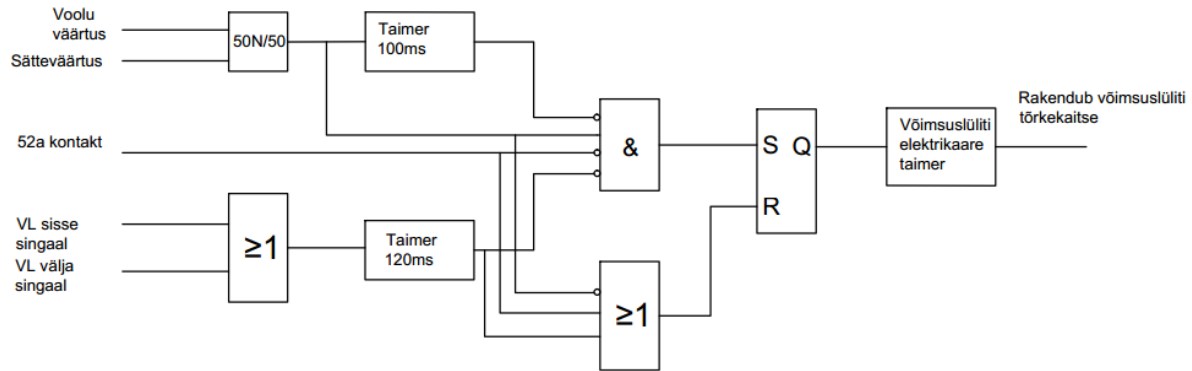 Voolu
väärtus
Sätteväärtus
50N/50
Taimer
100ms
52a kontakt
&
S Q
R
Võimsuslüliti
elektrikaare
taimer
Rakendub võimsuslüliti
tõrkekaitse
VL sisse
singaal
VL välja
singaal
≥1
Taimer
120ms
≥1